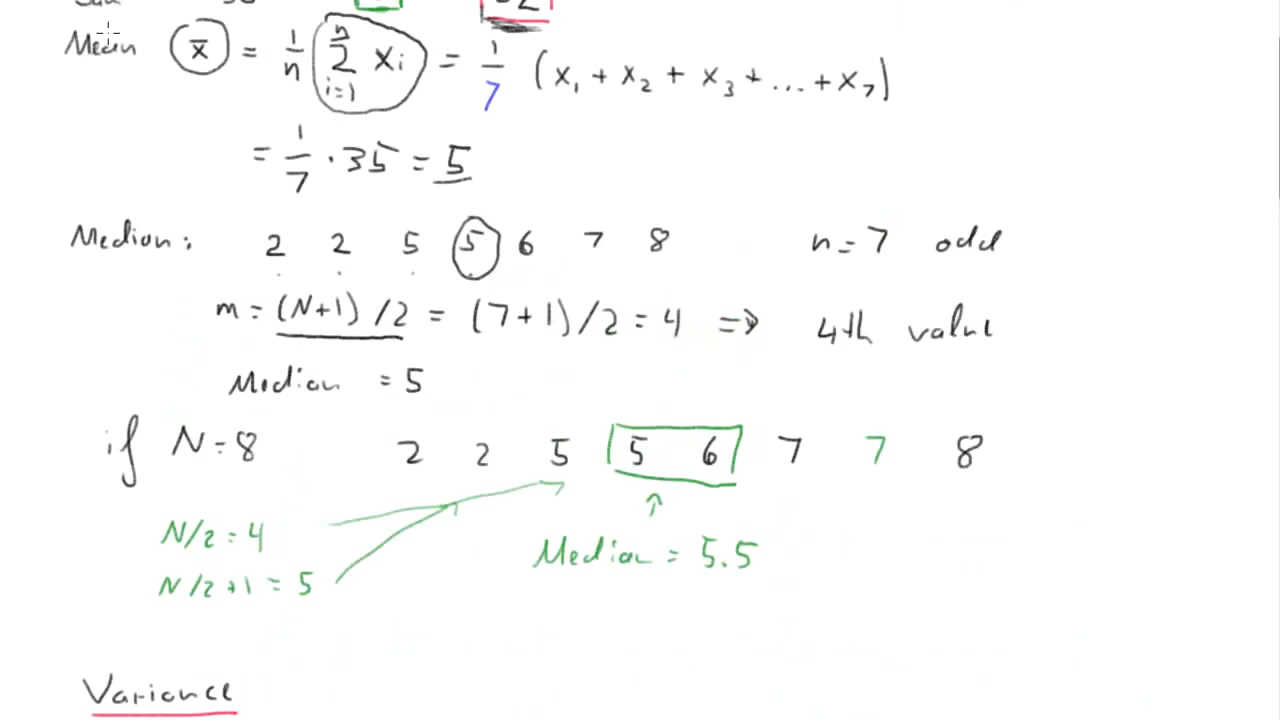 Mean x̄ = 1/n Σ_{i=1}^{n} xᵢ = 1/7 (x₁ + x₂ + x₃ + ... + x₇)
= 1/7 · 35 = 5
Median: 2 2 5 5 6 7 8 n = 7 odd
m = (N+1)/2 = (7+1)/2 = 4 => 4th value
Median = 5
if N = 8 2 2 5 5 6 7 7 8
N/2 = 4
Median = 5.5
N/2+1 = 5
Variance